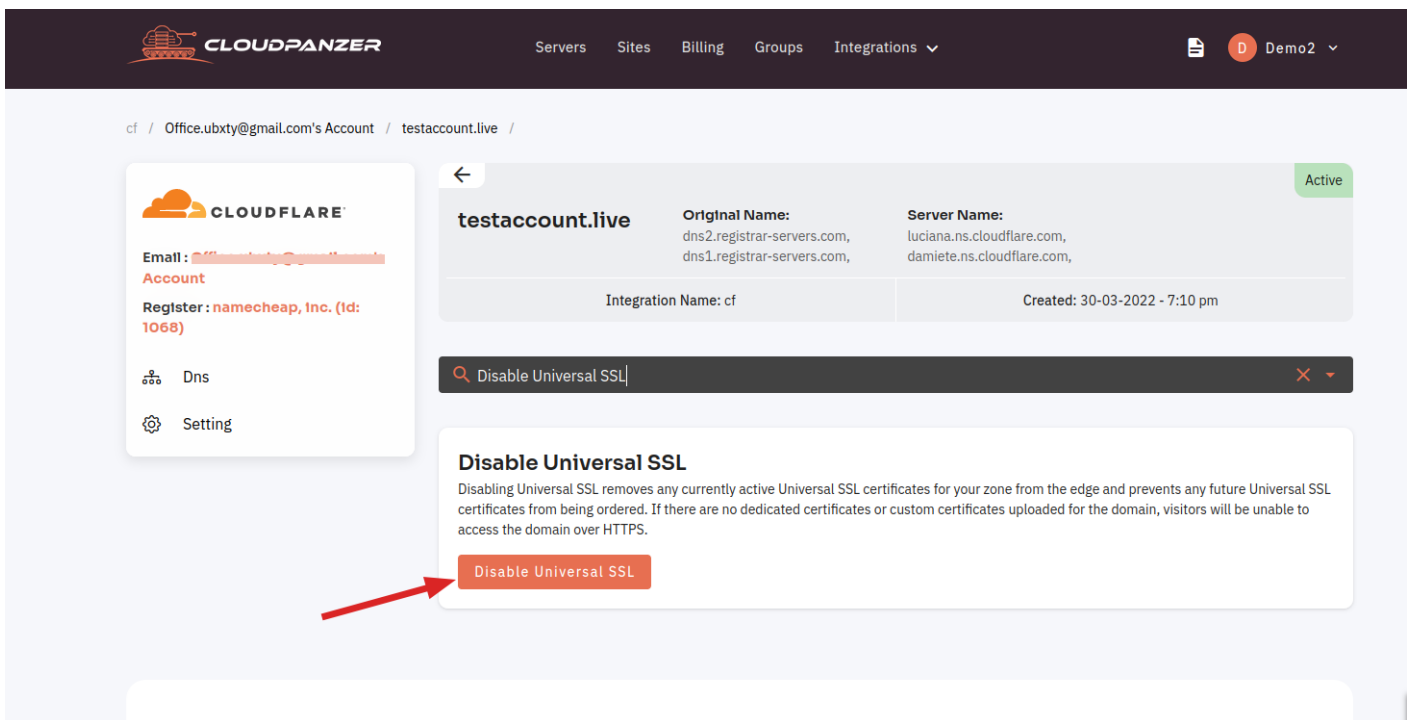 CLOUDPANZER
Servers Sites Billing Groups Integrations
D Demo2
cf / Office.ubxty@gmail.com's Account / testaccount.live /
CLOUDFLARE
Email :
Account
Register : namecheap, inc. (id:
1068)
Dns
Setting
Active
testaccount.live
Original Name:
dns2.registrar-servers.com,
dns1.registrar-servers.com,
Server Name:
luciana.ns.cloudflare.com,
damiete.ns.cloudflare.com,
Integration Name: cf
Created: 30-03-2022 - 7:10 pm
Disable Universal SSL
Disable Universal SSL
Disabling Universal SSL removes any currently active Universal SSL certificates for your zone from the edge and prevents any future Universal SSL
certificates from being ordered. If there are no dedicated certificates or custom certificates uploaded for the domain, visitors will be unable to
access the domain over HTTPS.
Disable Universal SSL